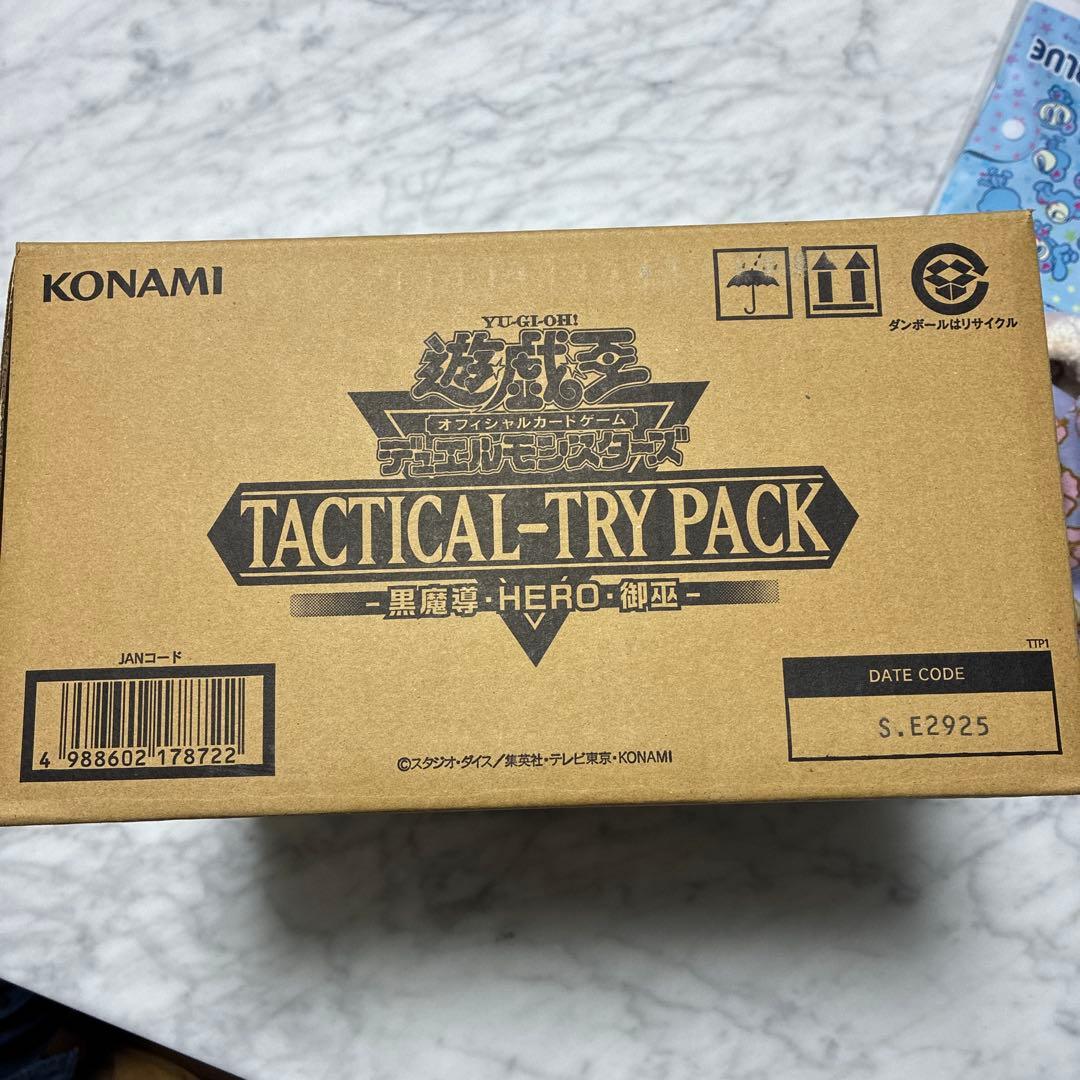 KONAMI
ダンボールはリサイクル
YU-GI-OH!
遊☆戯☆王
オフィシャルカードゲーム
デュエルモンスターズ
TACTICAL-TRY PACK
-黒魔導・HERO・御巫-
JANコード
4 988602 178722
TTP1
DATE CODE
S.E2925
©スタジオ・ダイス/集英社・テレビ東京・KONAMI
BLUE